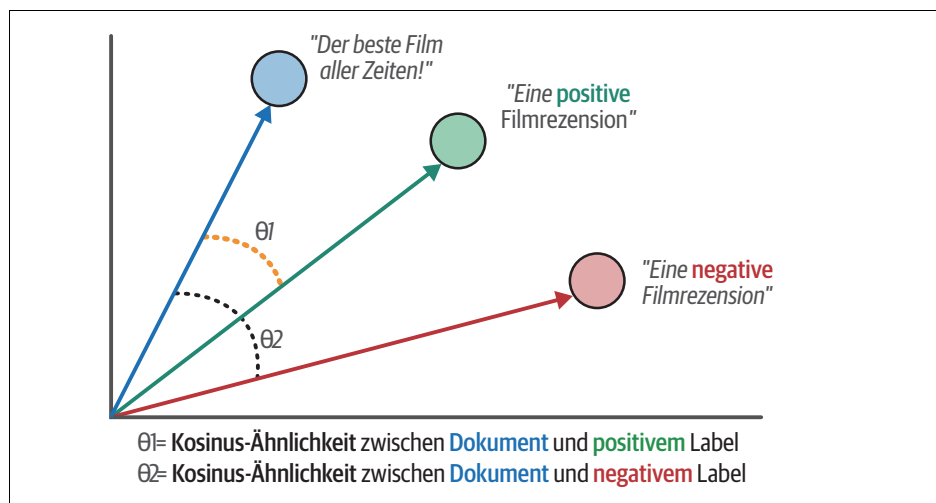 "Der beste Film
aller Zeiten!"
"Eine positive
Filmrezension"
θ1
"Eine negative
Filmrezension"
θ2
θ1= Kosinus-Ähnlichkeit zwischen Dokument und positivem Label
θ2= Kosinus-Ähnlichkeit zwischen Dokument und negativem Label